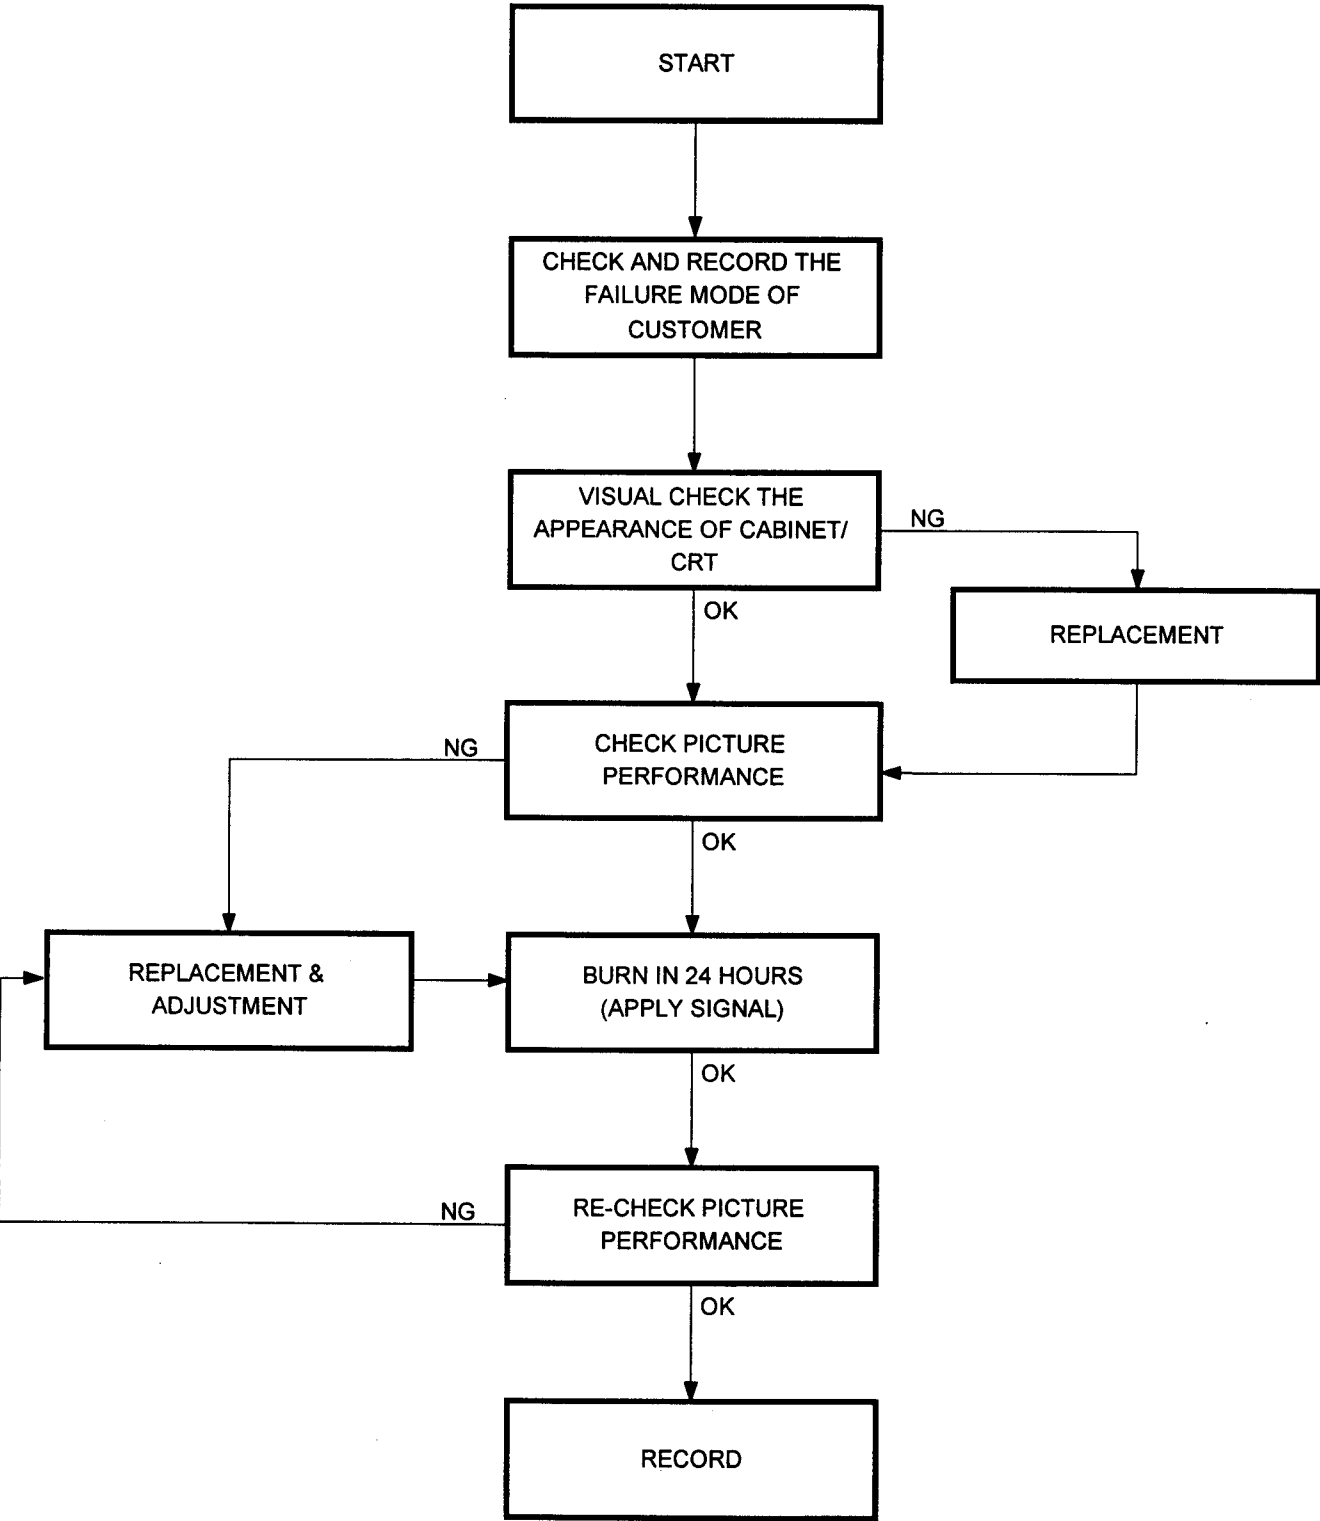 START
CHECK AND RECORD THE
FAILURE MODE OF
CUSTOMER
VISUAL CHECK THE
APPEARANCE OF CABINET/
CRT
NG
OK
REPLACEMENT
CHECK PICTURE
PERFORMANCE
NG
OK
REPLACEMENT &
ADJUSTMENT
BURN IN 24 HOURS
(APPLY SIGNAL)
OK
RE-CHECK PICTURE
PERFORMANCE
NG
OK
RECORD